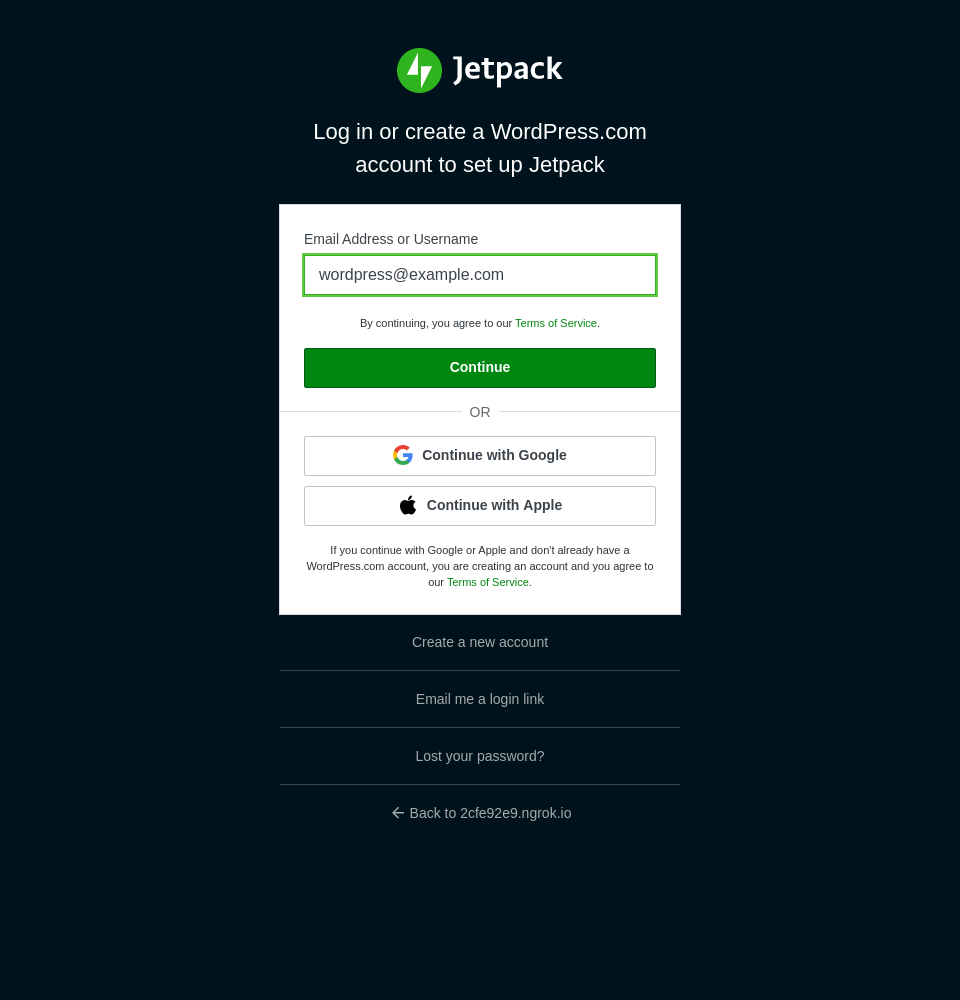 Jetpack
Log in or create a WordPress.com
account to set up Jetpack
Email Address or Username
wordpress@example.com
By continuing, you agree to our Terms of Service.
Continue
OR
Continue with Google
Continue with Apple
If you continue with Google or Apple and don't already have a
WordPress.com account, you are creating an account and you agree to
our Terms of Service.
Create a new account
Email me a login link
Lost your password?
Back to 2cfe92e9.ngrok.io